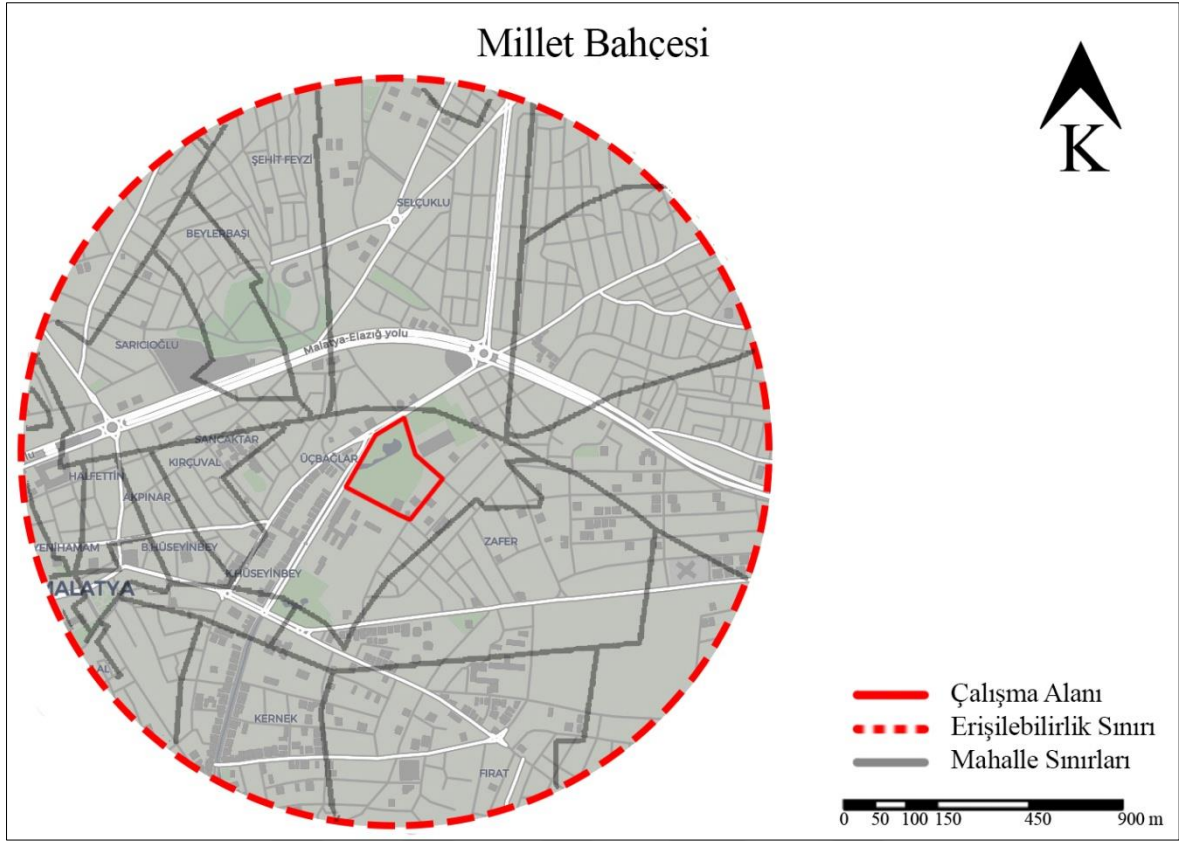 Millet Bahçesi
K
ŞEHİT FEYZİ
SELÇUKLU
BEYLERBAŞI
Malatya-Elazığ yolu
SARICIOĞLU
SANCAKTAR
KIRÇUVAL
ÜÇBAĞLAR
HALFETTİN
AKPINAR
ZAFER
YENİHAMAM
B.HÜSEYİNBEY
K.HÜSEYİNBEY
MALATYA
KERNEK
FIRAT
Çalışma Alanı
Erişilebilirlik Sınırı
Mahalle Sınırları
0 50 100 150 450 900 m